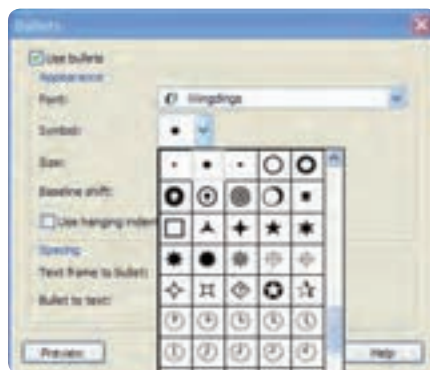 Bullets
Use bullets
Appearance
Font: Wingdings
Symbol:
Size:
Baseline shift:
Use hanging indent
Spacing
Text frame to bullet:
Bullet to text:
Preview
Help